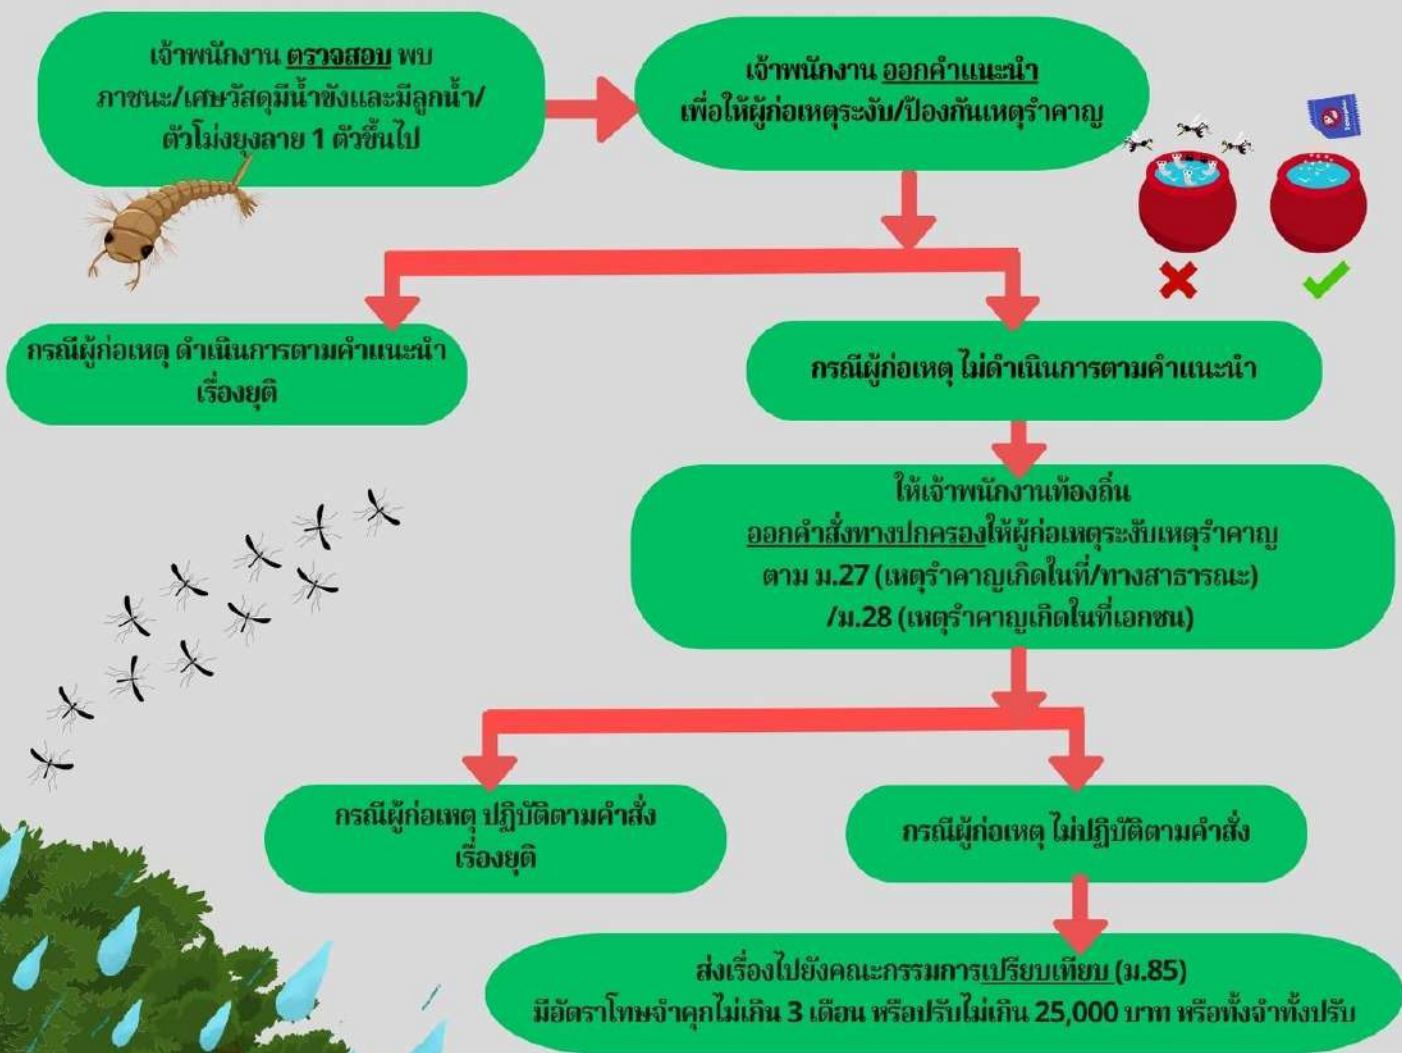 เจ้าพนักงาน ตรวจสอบ พบ
ภาชนะ/เศษวัสดุมีน้ำขังและมีลูกน้ำ/
ตัวโม่งยุงลาย 1 ตัวขึ้นไป
เจ้าพนักงาน ออกคำแนะนำ
เพื่อให้ผู้ก่อเหตุระงับ/ป้องกันเหตุรำคาญ
กรณีผู้ก่อเหตุ ดำเนินการตามคำแนะนำ
เรื่องยุติ
กรณีผู้ก่อเหตุ ไม่ดำเนินการตามคำแนะนำ
ให้เจ้าพนักงานท้องถิ่น
ออกคำสั่งทางปกครองให้ผู้ก่อเหตุระงับเหตุรำคาญ
ตาม ม.27 (เหตุรำคาญเกิดในที่/ทางสาธารณะ)
/ม.28 (เหตุรำคาญเกิดในที่เอกชน)
กรณีผู้ก่อเหตุ ปฏิบัติตามคำสั่ง
เรื่องยุติ
กรณีผู้ก่อเหตุ ไม่ปฏิบัติตามคำสั่ง
ส่งเรื่องไปยังคณะกรรมการเปรียบเทียบ (ม.85)
มีอัตราโทษจำคุกไม่เกิน 3 เดือน หรือปรับไม่เกิน 25,000 บาท หรือทั้งจำทั้งปรับ